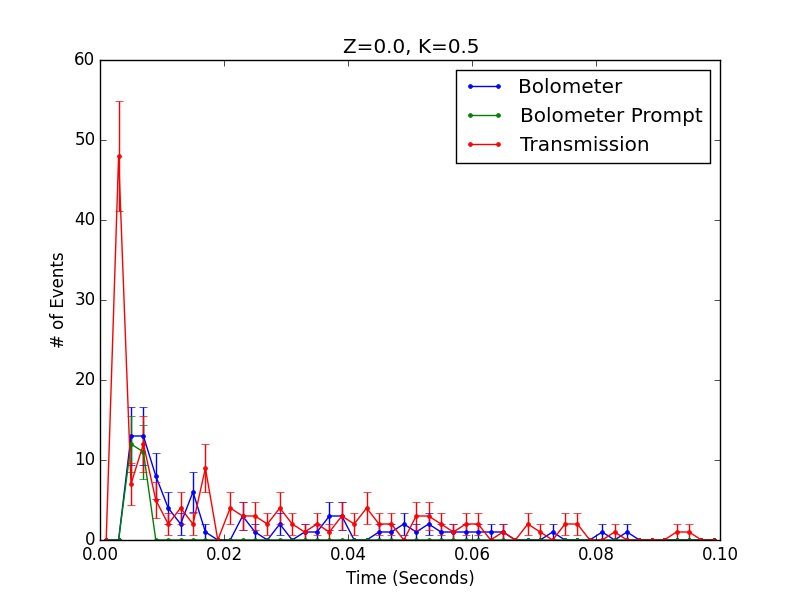 Z=0.0, K=0.5
60
50
40
30
20
10
0
# of Events
Bolometer
Bolometer Prompt
Transmission
0.00 0.02 0.04 0.06 0.08 0.10
Time (Seconds)